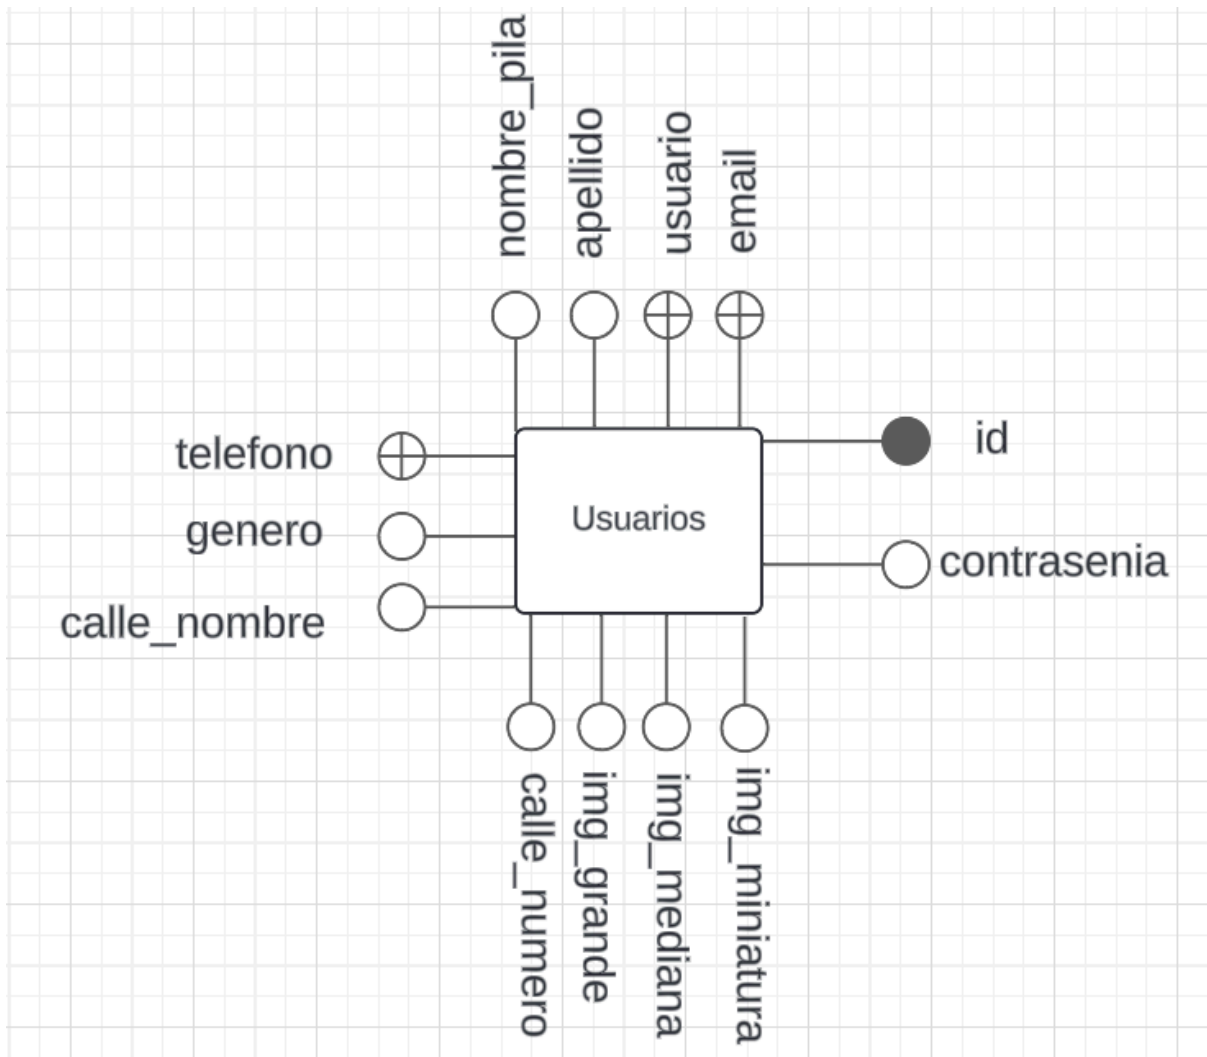 nombre_pila
apellido
usuario
email
telefono
genero
calle_nombre
Usuarios
id
contrasenia
calle_numero
img_grande
img_mediana
img_miniatura